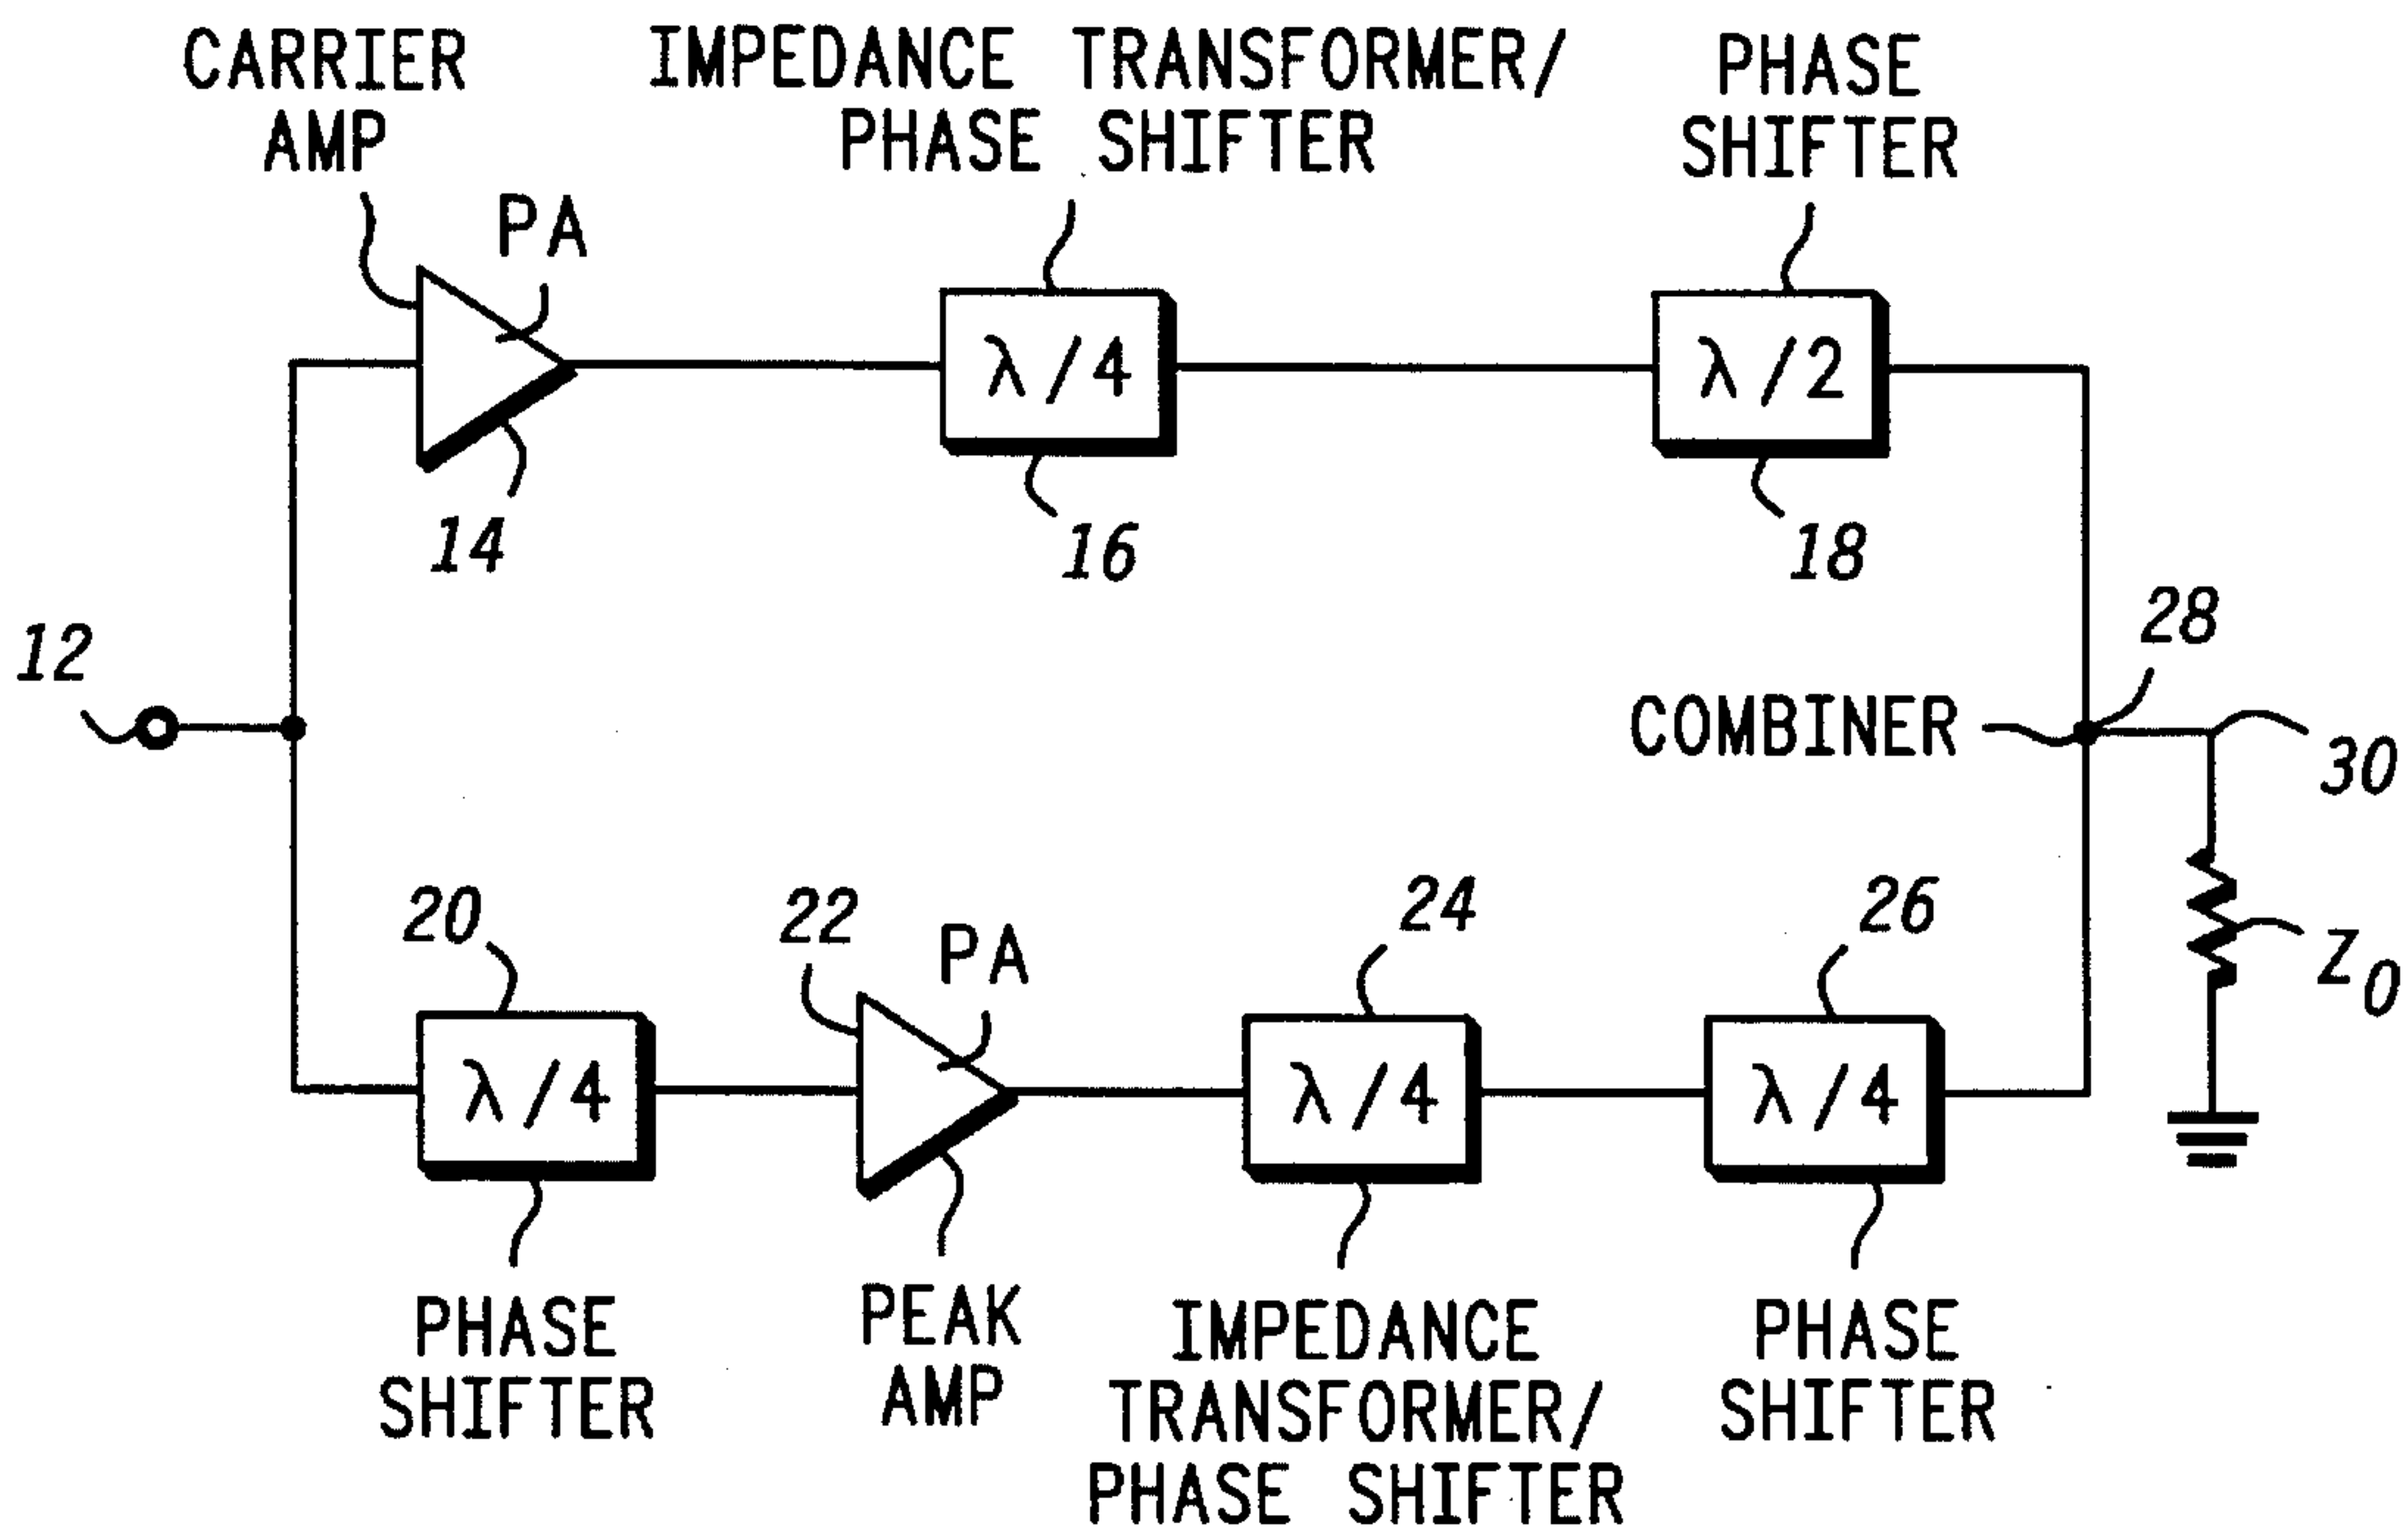 CARRIER
AMP
IMPEDANCE TRANSFORMER/
PHASE SHIFTER
PHASE
SHIFTER
PA
λ/4
λ/2
14
16
18
12
28
COMBINER
30
20
22
PA
24
26
Z0
λ/4
λ/4
λ/4
PHASE
SHIFTER
PEAK
AMP
IMPEDANCE
TRANSFORMER/
PHASE SHIFTER
PHASE
SHIFTER